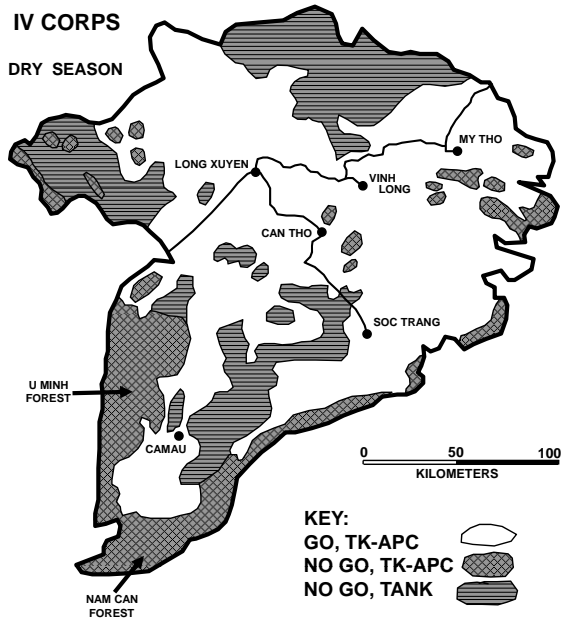 IV CORPS
DRY SEASON
MY THO
LONG XUYEN
VINH
LONG
CAN THO
SOC TRANG
U MINH
FOREST
CAMAU
0 50 100
KILOMETERS
KEY:
GO, TK-APC
NO GO, TK-APC
NO GO, TANK
NAM CAN
FOREST